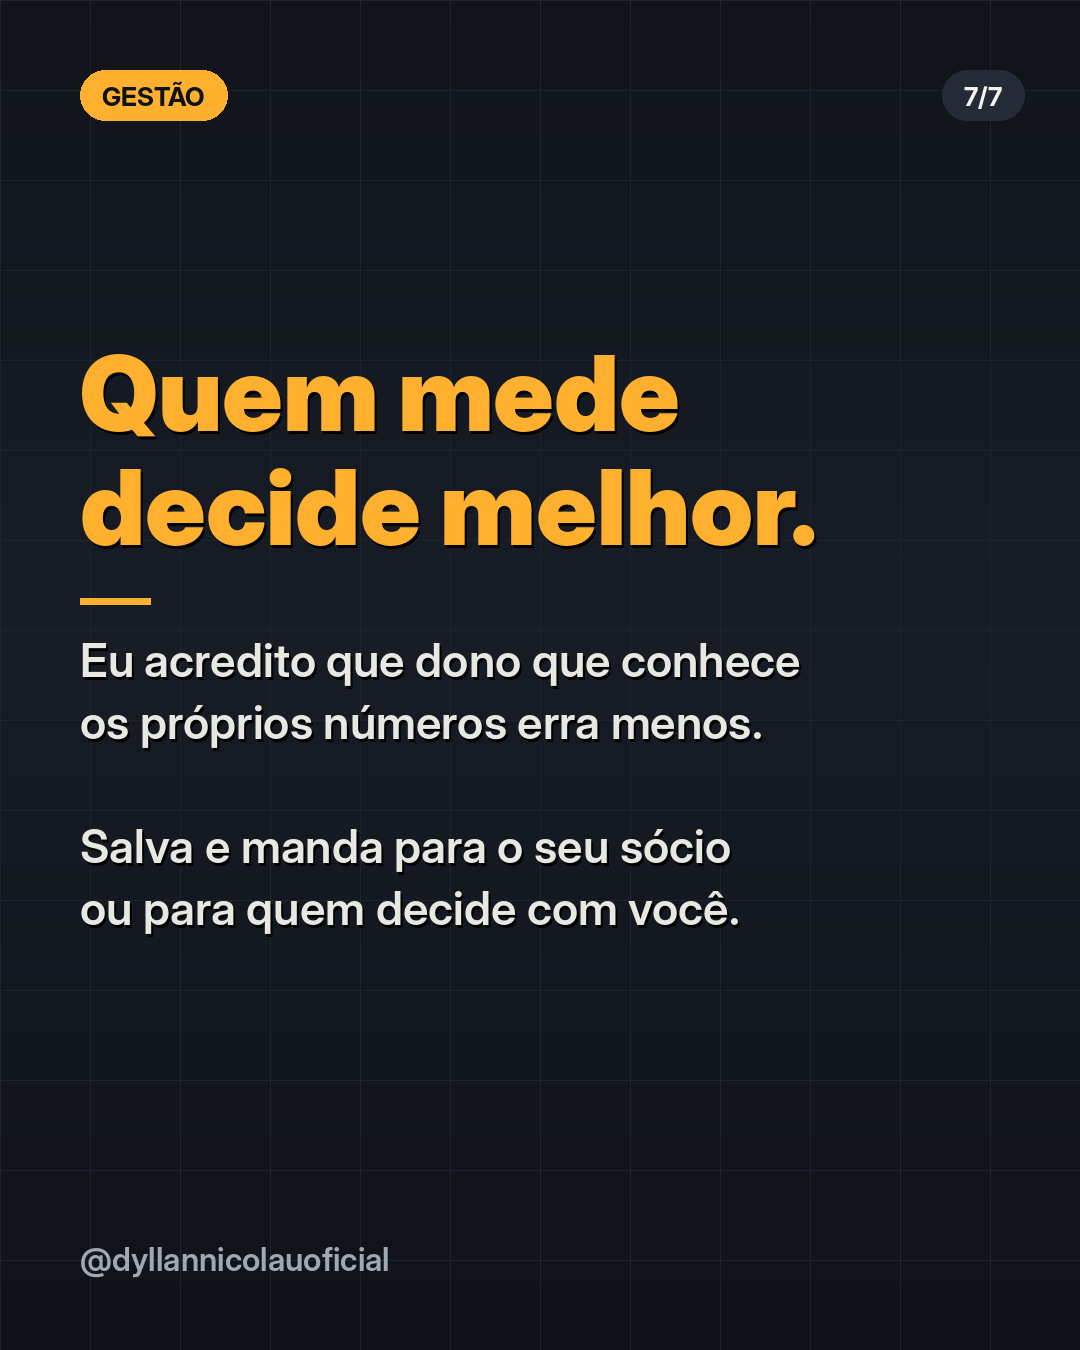 GESTÃO
7/7
Quem mede
decide melhor.
Eu acredito que dono que conhece
os próprios números erra menos.
Salva e manda para o seu sócio
ou para quem decide com você.
@dyllannicolauoficial